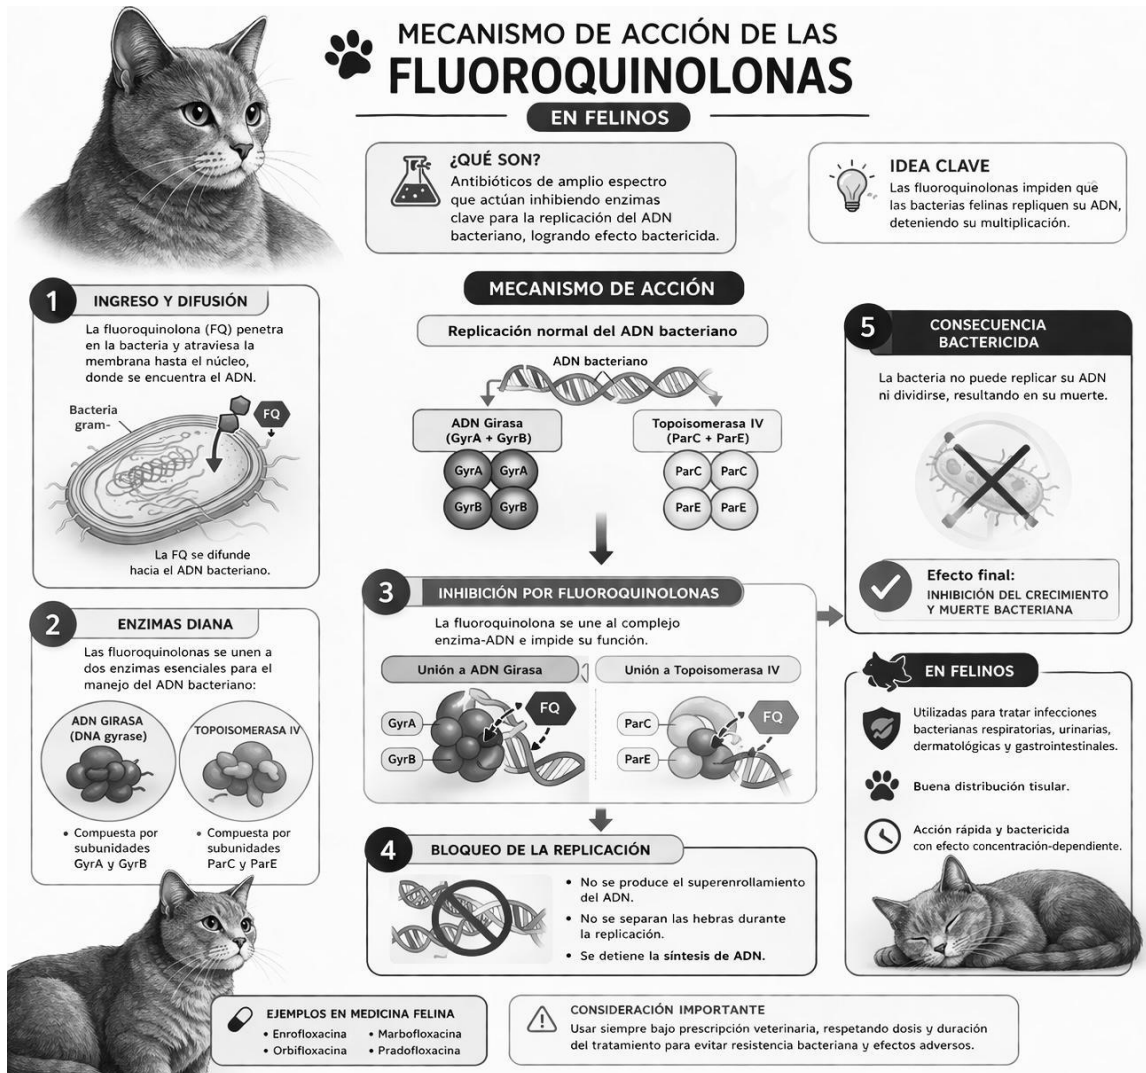 MECANISMO DE ACCIÓN DE LAS
FLUOROQUINOLONAS
EN FELINOS
¿QUÉ SON?
Antibióticos de amplio espectro
que actúan inhibiendo enzimas
clave para la replicación del ADN
bacteriano, logrando efecto bactericida.
IDEA CLAVE
Las fluoroquinolonas impiden que
las bacterias felinas repliquen su ADN,
deteniendo su multiplicación.
1
INGRESO Y DIFUSIÓN
La fluoroquinolona (FQ) penetra
en la bacteria y atraviesa la
membrana hasta el núcleo,
donde se encuentra el ADN.
Bacteria
gram-
FQ
La FQ se difunde
hacia el ADN bacteriano.
2
ENZIMAS DIANA
Las fluoroquinolonas se unen a
dos enzimas esenciales para el
manejo del ADN bacteriano:
ADN GIRASA
(DNA gyrase)
TOPOISOMERASA IV
• Compuesta por
subunidades
GyrA y GyrB
• Compuesta por
subunidades
ParC y ParE
MECANISMO DE ACCIÓN
Replicación normal del ADN bacteriano
ADN bacteriano
ADN Girasa
(GyrA + GyrB)
GyrA GyrA
GyrB GyrB
Topoisomerasa IV
(ParC + ParE)
ParC ParC
ParE ParE
3
INHIBICIÓN POR FLUOROQUINOLONAS
La fluoroquinolona se une al complejo
enzima-ADN e impide su función.
Unión a ADN Girasa
GyrA
GyrB
FQ
Unión a Topoisomerasa IV
ParC
ParE
FQ
4
BLOQUEO DE LA REPLICACIÓN
• No se produce el superenrollamiento
del ADN.
• No se separan las hebras durante
la replicación.
• Se detiene la síntesis de ADN.
5
CONSECUENCIA
BACTERICIDA
La bacteria no puede replicar su ADN
ni dividirse, resultando en su muerte.
Efecto final:
INHIBICIÓN DEL CRECIMIENTO
Y MUERTE BACTERIANA
EN FELINOS
Utilizadas para tratar infecciones
bacterianas respiratorias, urinarias,
dermatológicas y gastrointestinales.
Buena distribución tisular.
Acción rápida y bactericida
con efecto concentración-dependiente.
EJEMPLOS EN MEDICINA FELINA
• Enrofloxacina • Marbofloxacina
• Orbifloxacina • Pradofloxacina
CONSIDERACIÓN IMPORTANTE
Usar siempre bajo prescripción veterinaria, respetando dosis y duración
del tratamiento para evitar resistencia bacteriana y efectos adversos.